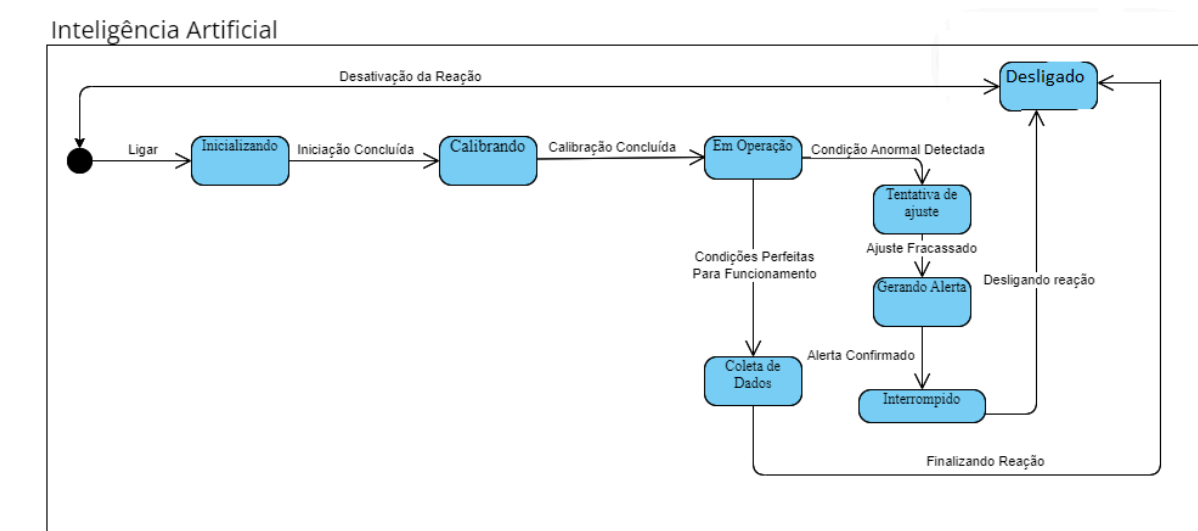 Inteligência Artificial
Desativação da Reação
Desligado
Ligar
Inicializando
Iniciação Concluída
Calibrando
Calibração Concluída
Em Operação
Condição Anormal Detectada
Tentativa de
ajuste
Ajuste Fracassado
Condições Perfeitas
Para Funcionamento
Gerando Alerta
Desligando reação
Alerta Confirmado
Coleta de
Dados
Interrompido
Finalizando Reação